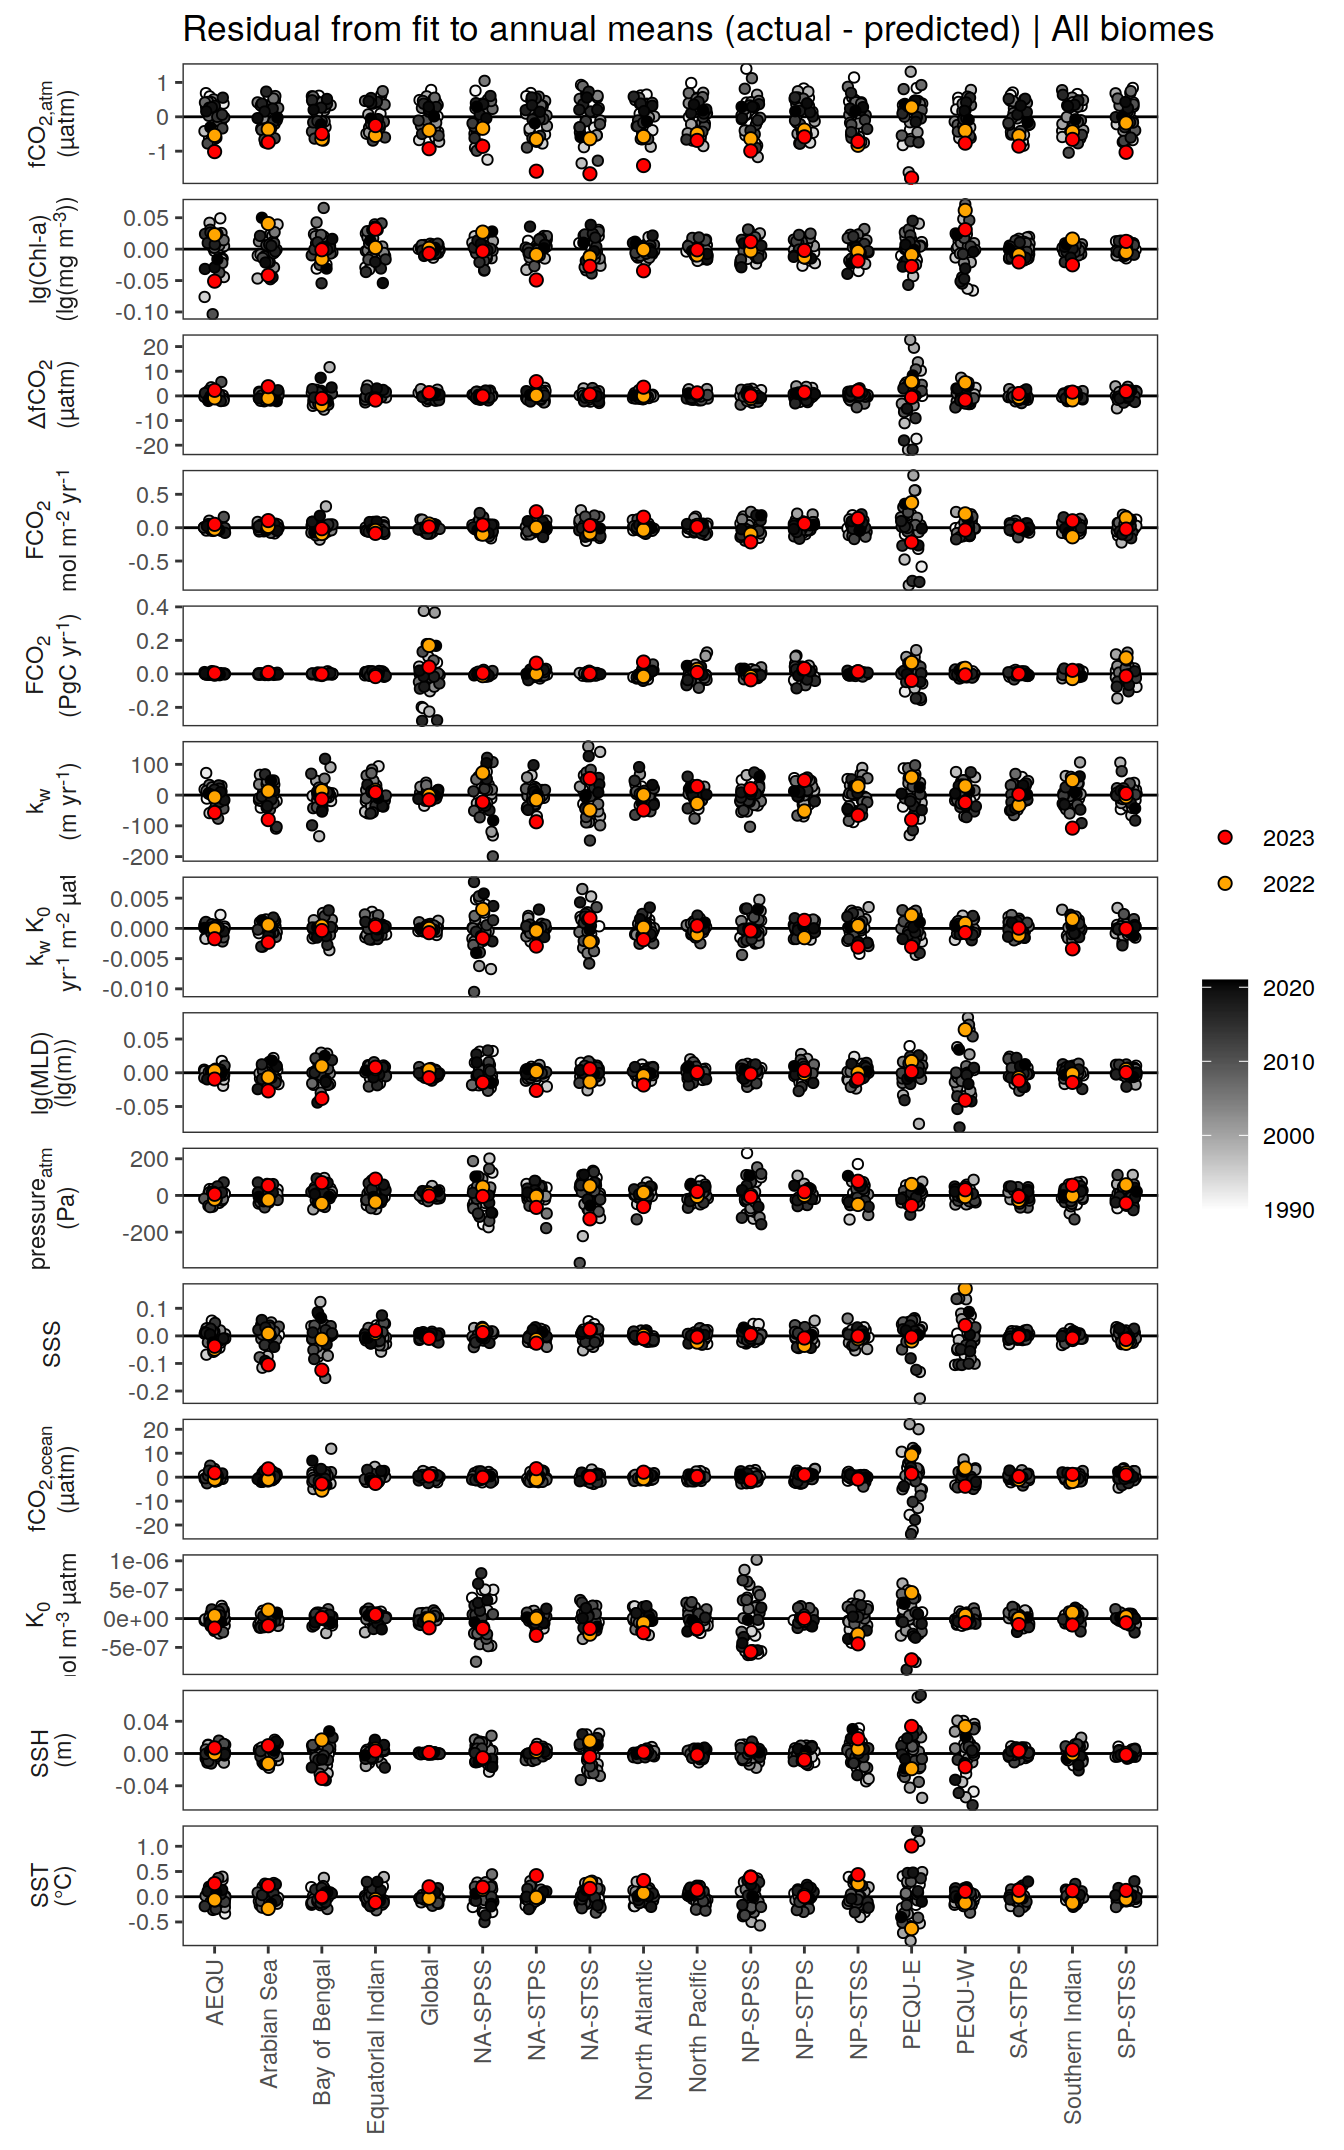 Residual from fit to annual means (actual - predicted) | All biomes
fCO2,atm
(µatm)
1
0
-1
lg(Chl-a)
(lg(mg m-3))
0.05
0.00
-0.05
-0.10
ΔfCO2
(µatm)
20
10
0
-10
-20
FCO2
mol m-2 yr-1
0.5
0.0
-0.5
FCO2
(PgC yr-1)
0.4
0.2
0.0
-0.2
kw
(m yr-1)
100
0
-100
-200
kw K0
yr-1 m-2
0.005
0.000
-0.005
-0.010
lg(MLD)
(lg(m))
0.05
0.00
-0.05
pressureatm
(Pa)
200
0
-200
SSS
0.1
0.0
-0.1
-0.2
fCO2,ocean
(µatm)
20
10
0
-10
-20
K0
m-3 µatm
1e-06
5e-07
0e+00
-5e-07
SSH
(m)
0.04
0.00
-0.04
SST
(°C)
1.0
0.5
0.0
-0.5
AEQU
Arabian Sea
Bay of Bengal
Equatorial Indian
Global
NA-SPSS
NA-STPS
NA-STSS
North Atlantic
North Pacific
NP-SPSS
NP-STPS
NP-STSS
PEQU-E
PEQU-W
SA-STPS
Southern Indian
SP-STSS
2023
2022
2020
2010
2000
1990